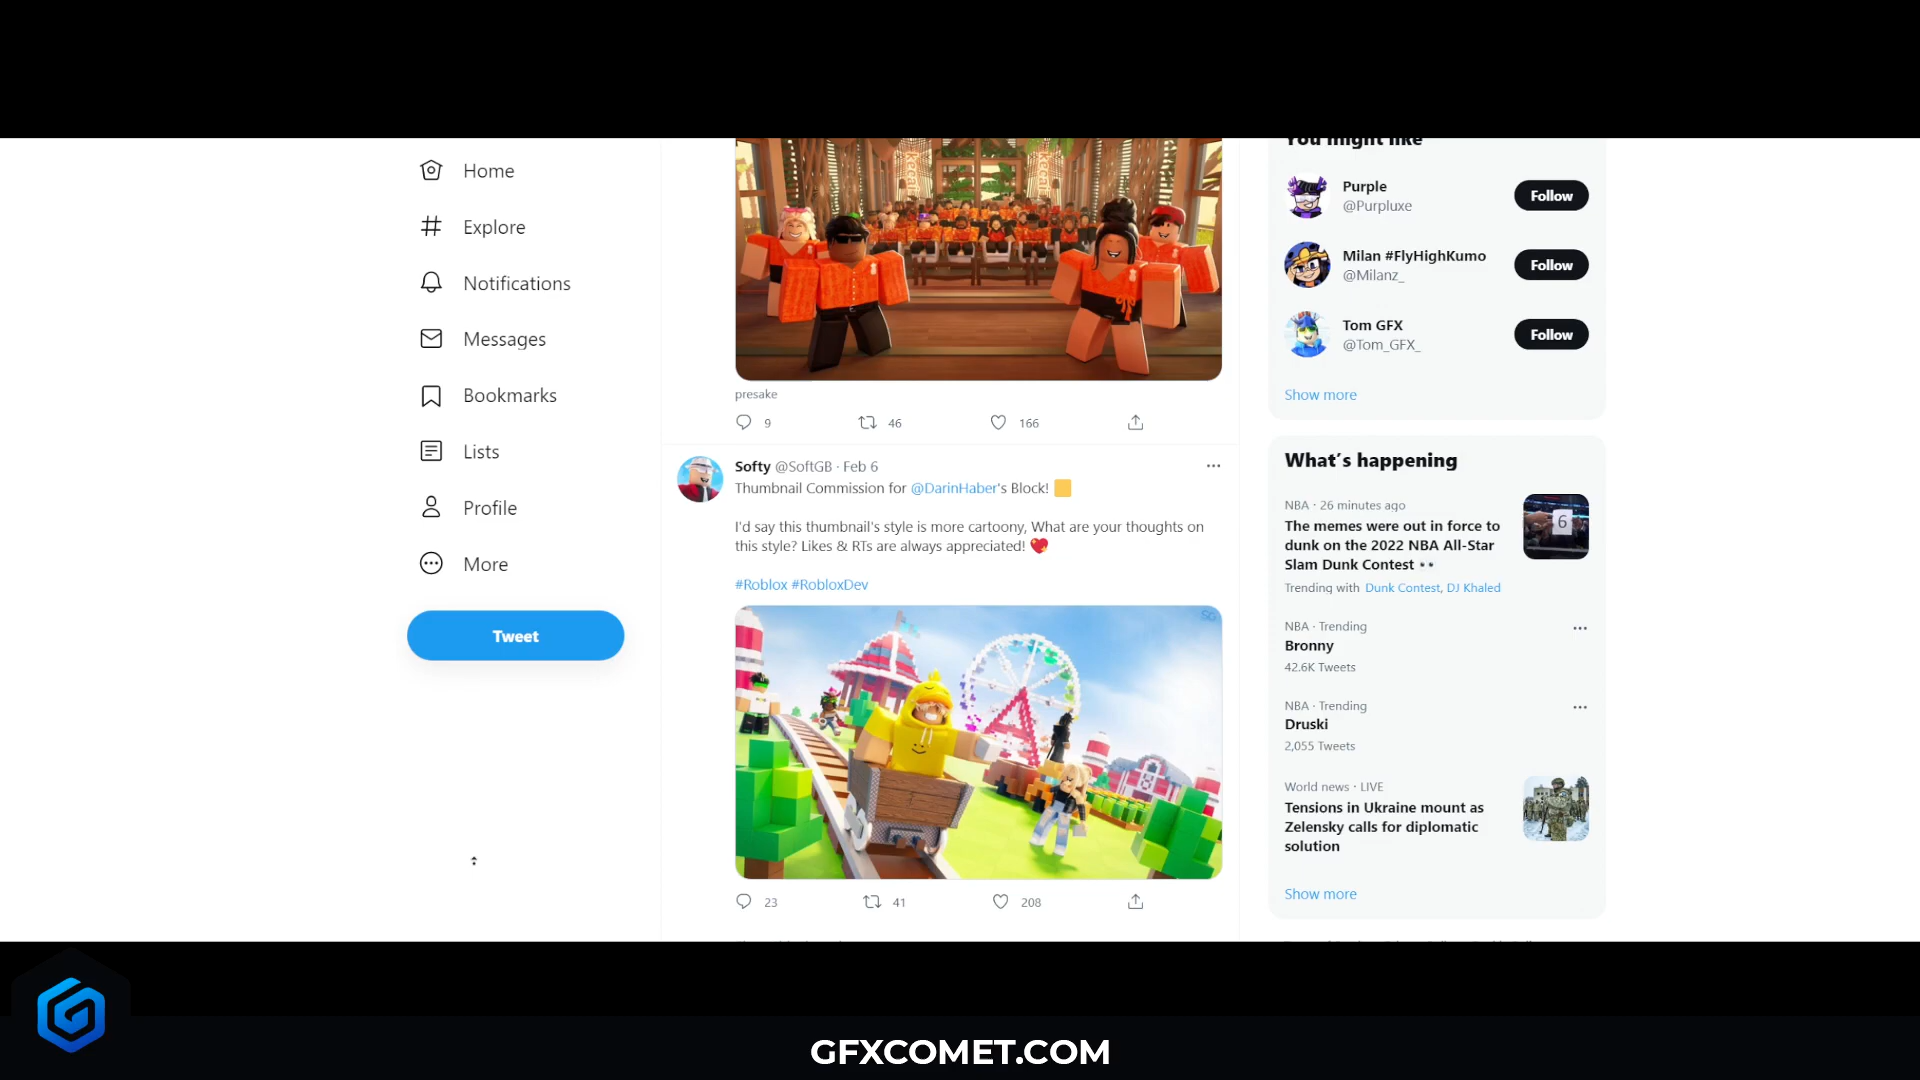 Home
Explore
Notifications
Messages
Bookmarks
Lists
Profile
More
Tweet
presake
9 46 166
Softy @SoftGB · Feb 6
Thumbnail Commission for @DarinHaber's Block!
I'd say this thumbnail's style is more cartoony, What are your thoughts on
this style? Likes & RTs are always appreciated!
#Roblox #RobloxDev
SG
23 41 208
You might like
Purple
@Purpluxe
Follow
Milan #FlyHighKumo
@Milanz_
Follow
Tom GFX
@Tom_GFX_
Follow
Show more
What's happening
NBA · 26 minutes ago
The memes were out in force to
dunk on the 2022 NBA All-Star
Slam Dunk Contest
6
Trending with Dunk Contest, DJ Khaled
NBA · Trending
Bronny
42.6K Tweets
NBA · Trending
Druski
2,055 Tweets
World news · LIVE
Tensions in Ukraine mount as
Zelensky calls for diplomatic
solution
Show more
GFXCOMET.COM